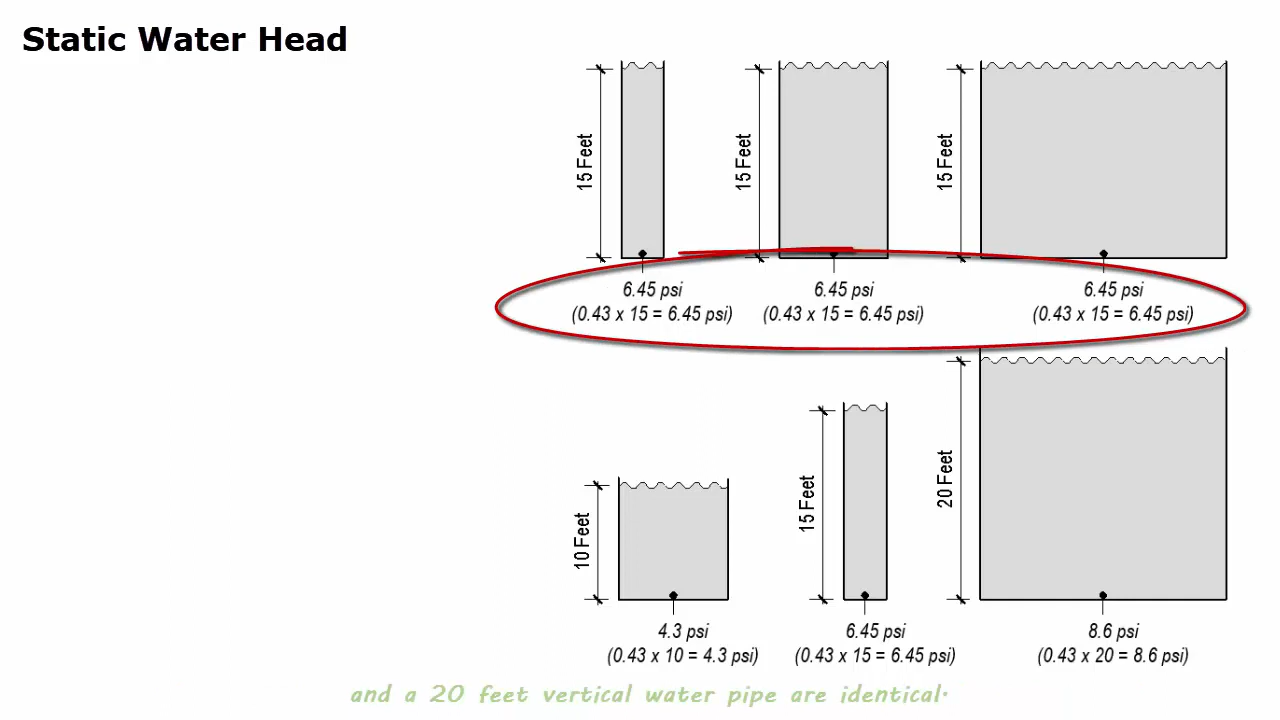 Static Water Head
15 Feet
15 Feet
15 Feet
6.45 psi
(0.43 x 15 = 6.45 psi)
6.45 psi
(0.43 x 15 = 6.45 psi)
6.45 psi
(0.43 x 15 = 6.45 psi)
10 Feet
15 Feet
20 Feet
4.3 psi
(0.43 x 10 = 4.3 psi)
6.45 psi
(0.43 x 15 = 6.45 psi)
8.6 psi
(0.43 x 20 = 8.6 psi)
and a 20 feet vertical water pipe are identical.